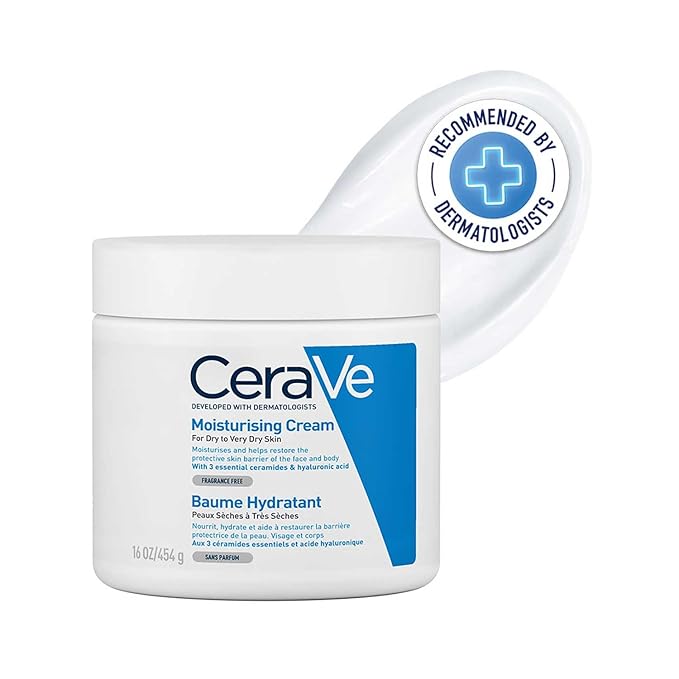 RECOMMENDED BY
DERMATOLOGISTS
CeraVe
DEVELOPED WITH DERMATOLOGISTS
Moisturising Cream
For Dry to Very Dry Skin
Moisturises and helps restore the
protective skin barrier of the face and body
With 3 essential ceramides & hyaluronic acid
FRAGRANCE FREE
Baume Hydratant
Peaux Sèches à Très Sèches
Nourrit, hydrate et aide à restaurer la barrière
protectrice de la peau. Visage et corps
Aux 3 céramides essentiels et acide hyaluronique
SANS PARFUM
16 OZ/454 g